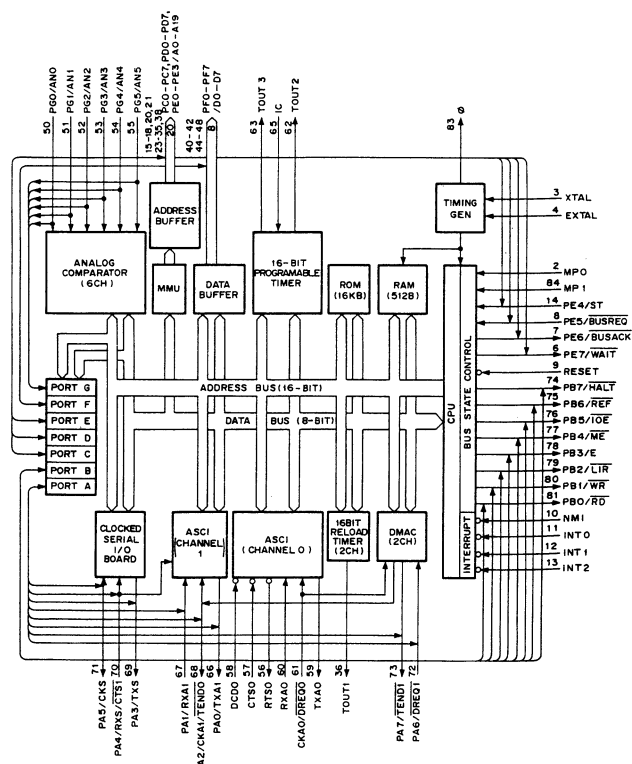 50 PG0/AN0
51 PG1/AN1
52 PG2/AN2
53 PG3/AN3
54 PG4/AN4
55 PG5/AN5
15-18,20,21
23-35,38
PC0-PC7,PD0-PD7,
PE0-PE3/A0-A19
20
40-42
44-48
PF0-PF7
/D0-D7
8
63 TOUT3
65 IC
62 TOUT2
83 Ø
TIMING
GEN
3 XTAL
4 EXTAL
ADDRESS
BUFFER
ANALOG
COMPARATOR
(6CH)
MMU
DATA
BUFFER
16-BIT
PROGRAMABLE
TIMER
ROM
(16KB)
RAM
(512B)
CPU
BUS STATE CONTROL
INTERRUPT
2 MP0
84 MP1
14 PE4/ST
8 PE5/BUSREQ
7 PE6/BUSACK
6 PE7/WAIT
9 RESET
74 PB7/HALT
75 PB6/REF
76 PB5/IOE
77 PB4/ME
78 PB3/E
79 PB2/LIR
80 PB1/WR
81 PB0/RD
10 NMI
11 INT0
12 INT1
13 INT2
ADDRESS BUS(16-BIT)
DATA BUS (8-BIT)
PORT G
PORT F
PORT E
PORT D
PORT C
PORT B
PORT A
CLOCKED
SERIAL
I/O
BOARD
ASCI
(CHANNEL)
1
ASCI
(CHANNEL 0)
16BIT
RELOAD
TIMER
(2CH)
DMAC
(2CH)
71 PA5/CKS
70 PA4/RXS/CTS1
69 PA3/TXS
67 PA1/RXA1
68 PA2/CKA1/TEND0
66 PA0/TXA1
58 DCD0
57 CTS0
56 RTS0
60 RXA0
61 CKA0/DREQ0
59 TXA0
36 TOUT1
73 PA7/TEND1
72 PA6/DREQ1